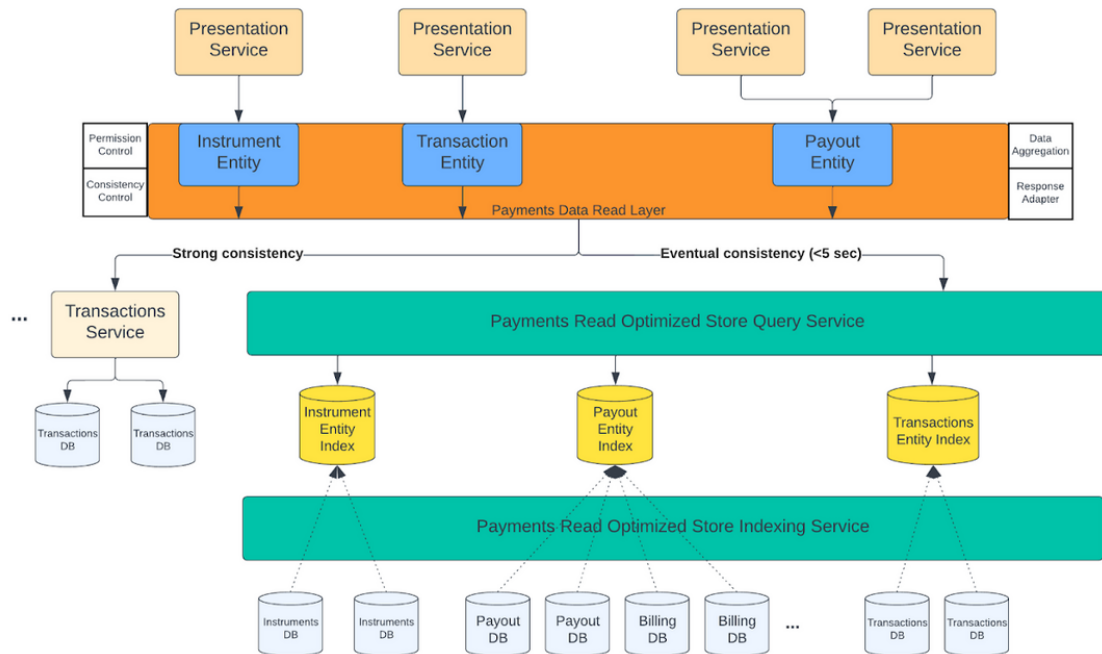 Presentation
Service
Presentation
Service
Presentation
Service
Presentation
Service
Permission
Control
Consistency
Control
Instrument
Entity
Transaction
Entity
Payout
Entity
Data
Aggregation
Response
Adapter
Payments Data Read Layer
Strong consistency
Eventual consistency (<5 sec)
...
Transactions
Service
Payments Read Optimized Store Query Service
Transactions
DB
Transactions
DB
Instrument
Entity
Index
Payout
Entity
Index
Transactions
Entity Index
Payments Read Optimized Store Indexing Service
Instruments
DB
Instruments
DB
Payout
DB
Payout
DB
Billing
DB
Billing
DB
...
Transactions
DB
Transactions
DB